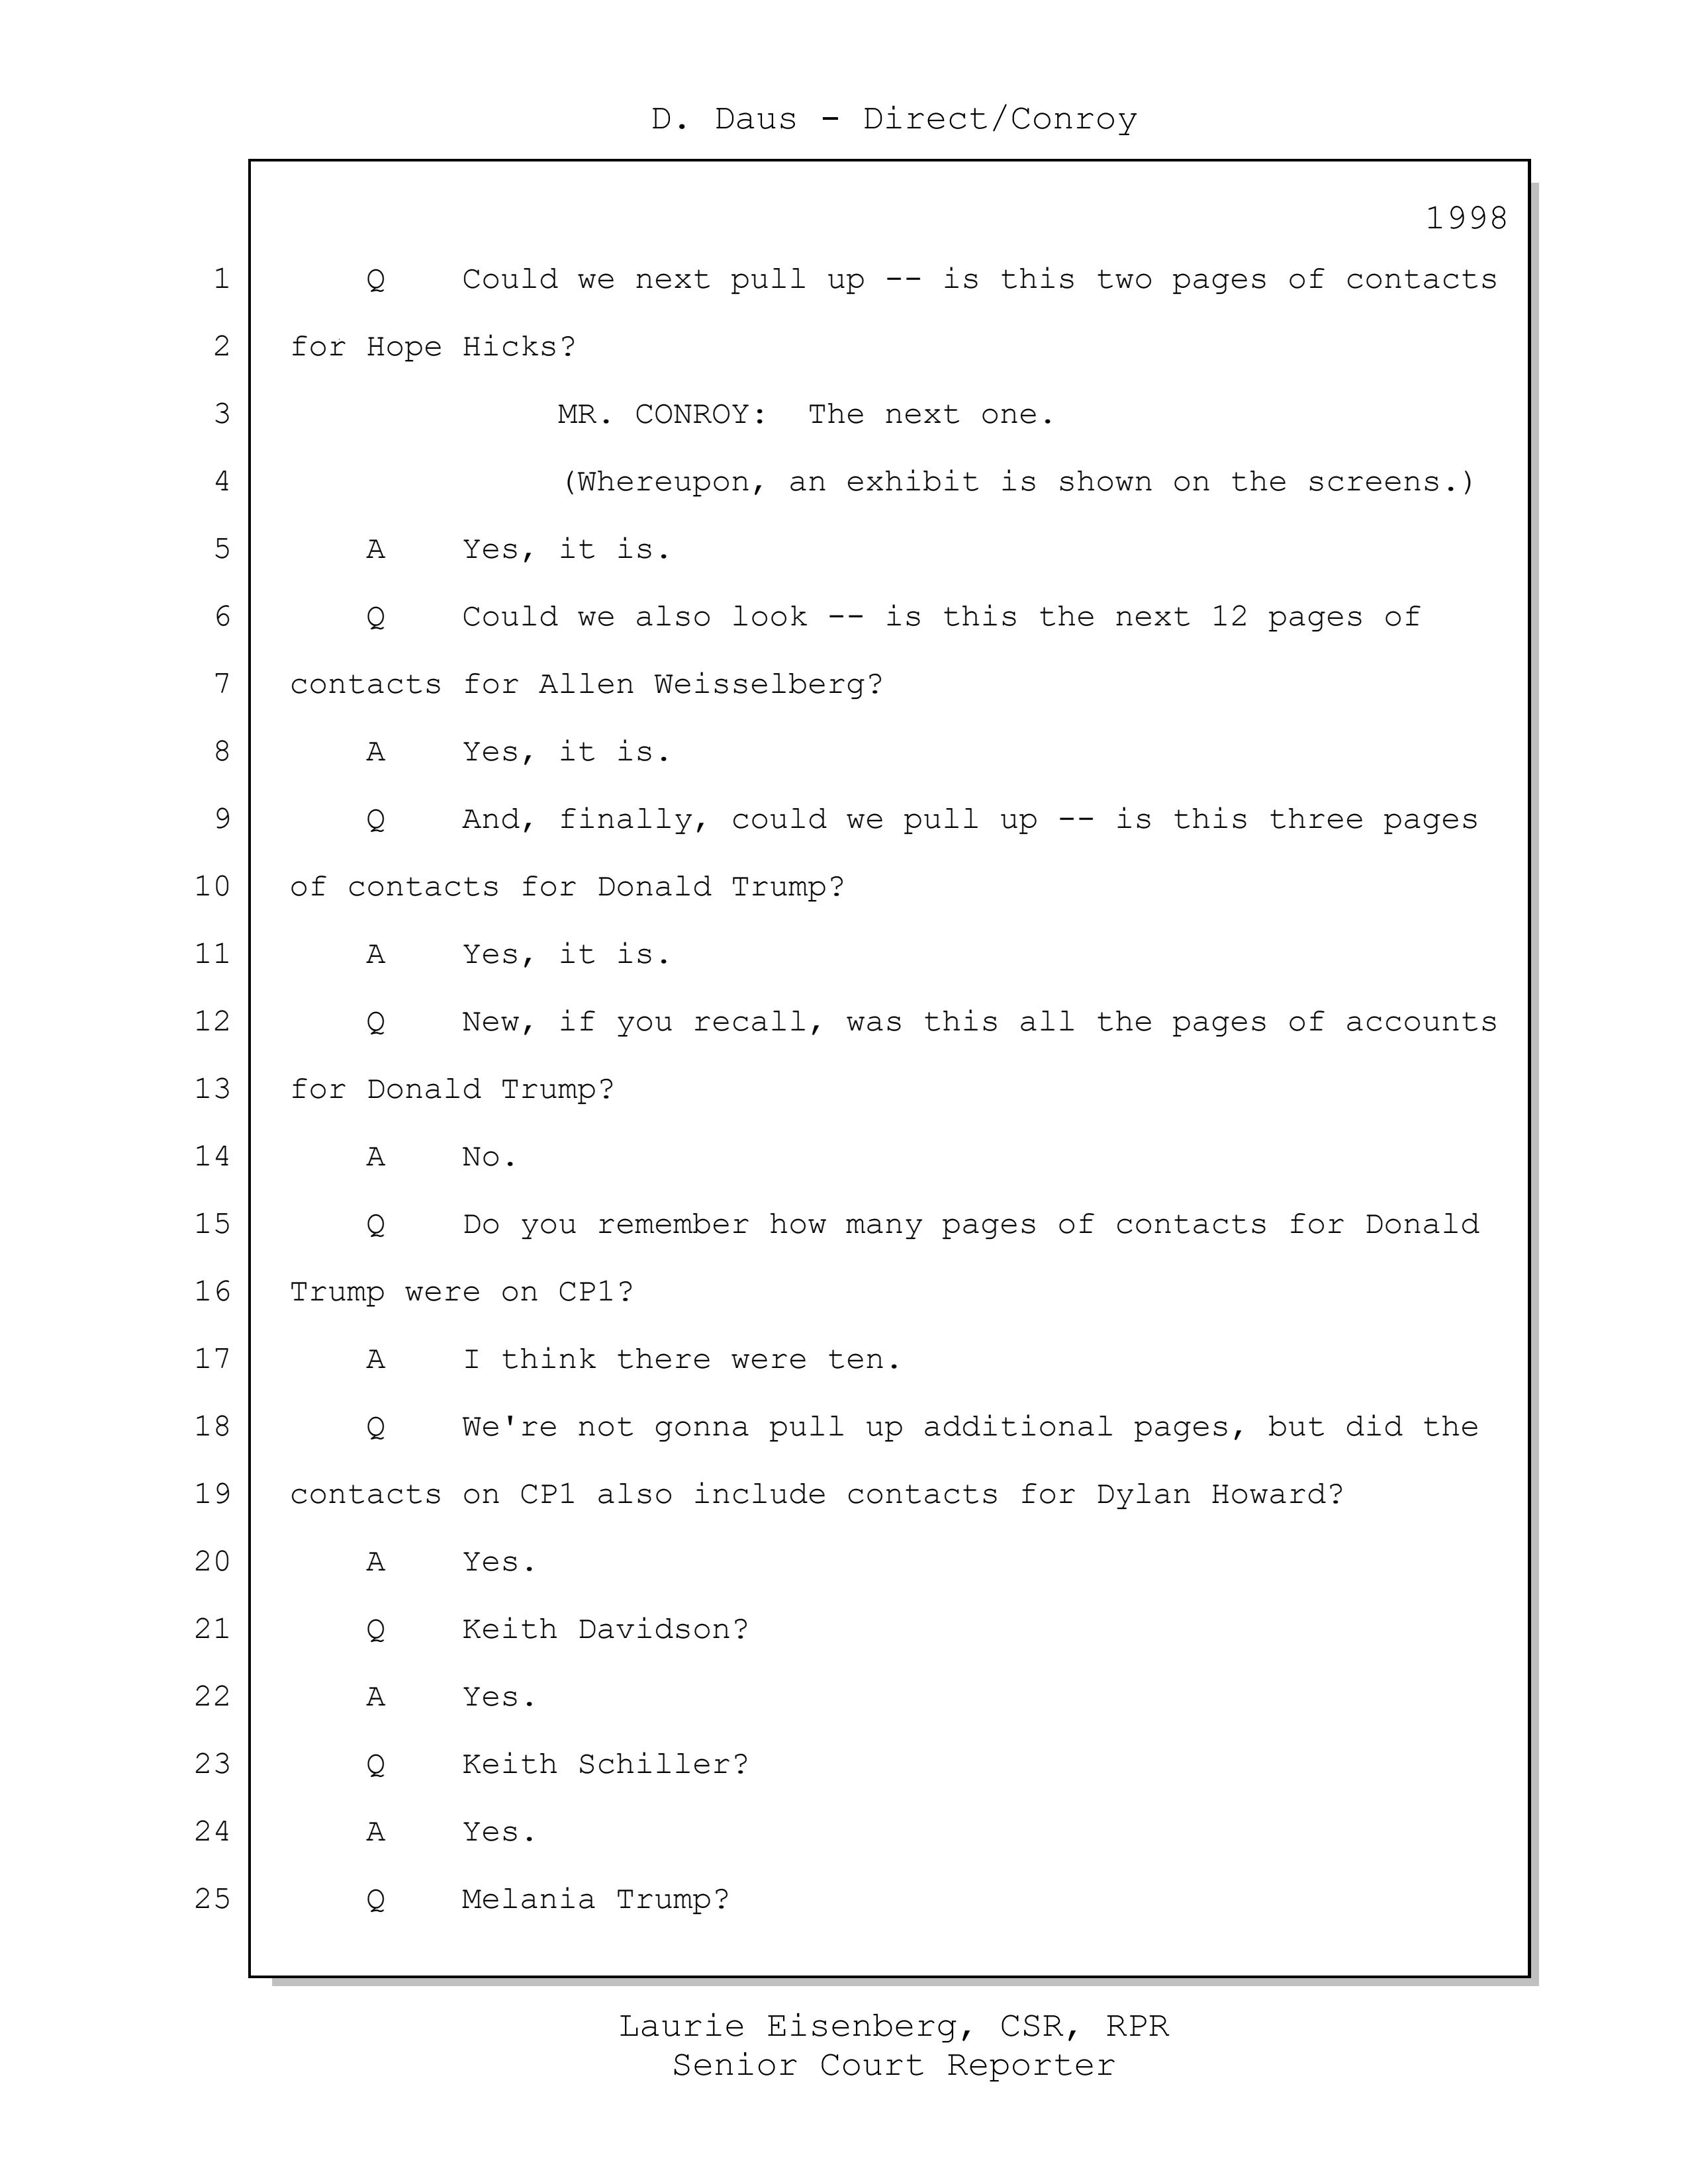 D. Daus - Direct/Conroy
1998
1 Q Could we next pull up -- is this two pages of contacts
2 for Hope Hicks?
3 MR. CONROY: The next one.
4 (Whereupon, an exhibit is shown on the screens.)
5 A Yes, it is.
6 Q Could we also look -- is this the next 12 pages of
7 contacts for Allen Weisselberg?
8 A Yes, it is.
9 Q And, finally, could we pull up -- is this three pages
10 of contacts for Donald Trump?
11 A Yes, it is.
12 Q New, if you recall, was this all the pages of accounts
13 for Donald Trump?
14 A No.
15 Q Do you remember how many pages of contacts for Donald
16 Trump were on CP1?
17 A I think there were ten.
18 Q We're not gonna pull up additional pages, but did the
19 contacts on CP1 also include contacts for Dylan Howard?
20 A Yes.
21 Q Keith Davidson?
22 A Yes.
23 Q Keith Schiller?
24 A Yes.
25 Q Melania Trump?
Laurie Eisenberg, CSR, RPR
Senior Court Reporter